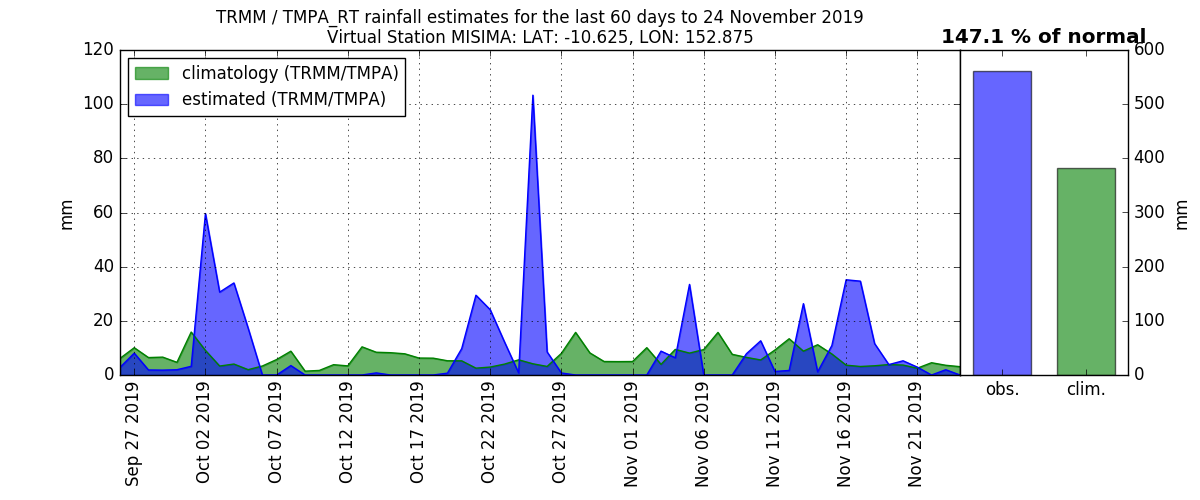 TRMM / TMPA_RT rainfall estimates for the last 60 days to 24 November 2019
Virtual Station MISIMA: LAT: -10.625, LON: 152.875
147.1 % of normal
climatology (TRMM/TMPA)
estimated (TRMM/TMPA)
120
100
80
60
40
20
0
mm
600
500
400
300
200
100
0
mm
Sep 27 2019
Oct 02 2019
Oct 07 2019
Oct 12 2019
Oct 17 2019
Oct 22 2019
Oct 27 2019
Nov 01 2019
Nov 06 2019
Nov 11 2019
Nov 16 2019
Nov 21 2019
obs.
clim.